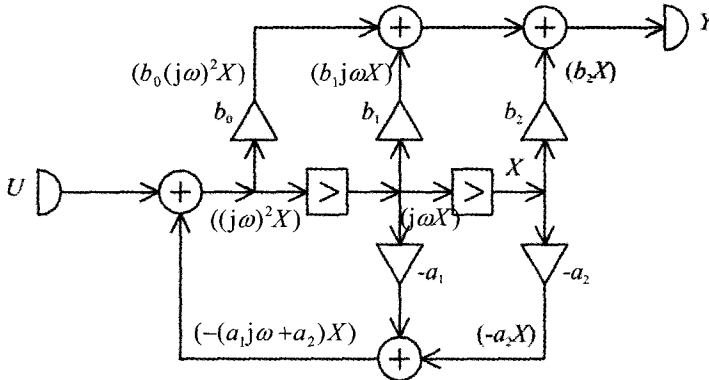 Y
(b₀(jω)²X)
(b₁jωX)
(b₂X)
b₀
b₁
b₂
U
+
+
+
>
>
X
((jω)²X)
(jωX)
-a₁
-a₂
(-(a₁jω+a₂)X)
(-a₂X)
+